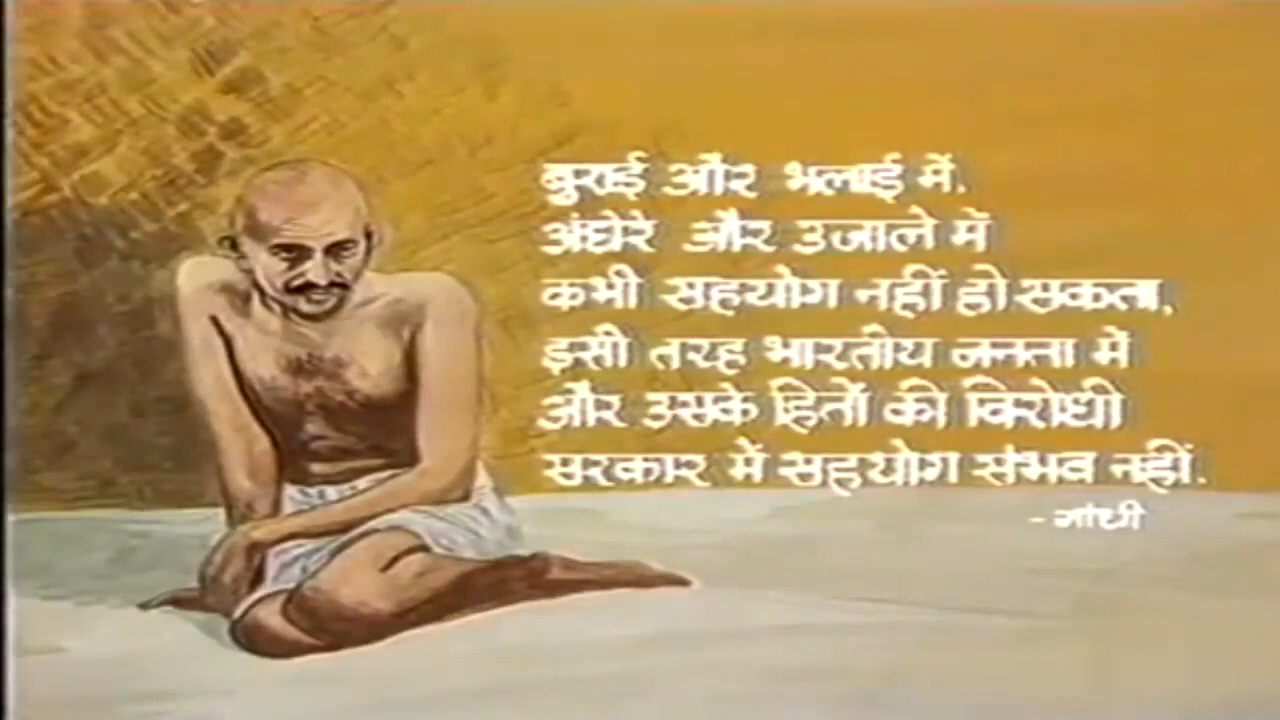 बुराई और भलाई में,
अंधेरे और उजाले में
कभी सहयोग नहीं हो सकता,
इसी तरह भारतीय जनता में
और उसके हितों की विरोधी
सरकार में सहयोग संभव नहीं.
- गांधी